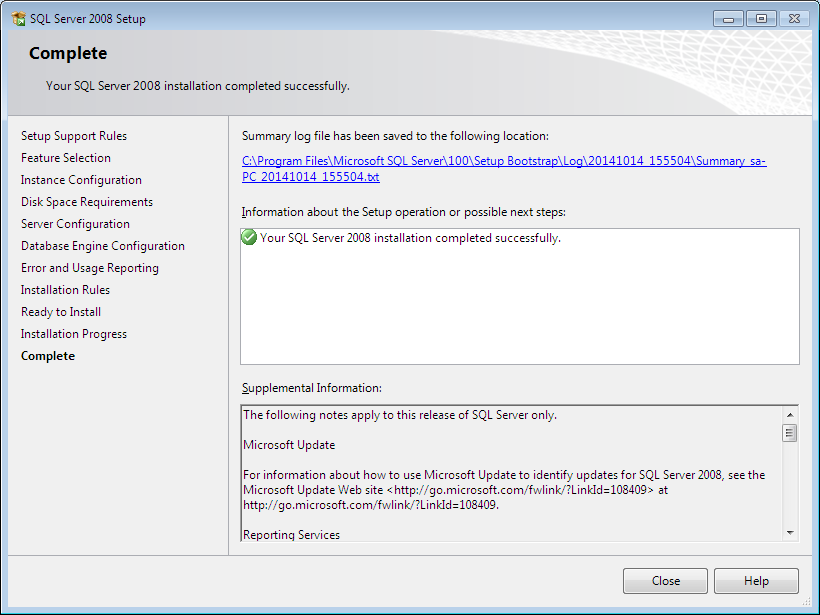 SQL Server 2008 Setup
Complete
Your SQL Server 2008 installation completed successfully.
Setup Support Rules
Feature Selection
Instance Configuration
Disk Space Requirements
Server Configuration
Database Engine Configuration
Error and Usage Reporting
Installation Rules
Ready to Install
Installation Progress
Complete
Summary log file has been saved to the following location:
C:\Program Files\Microsoft SQL Server\100\Setup Bootstrap\Log\20141014_155504\Summary_sa-
PC_20141014_155504.txt
Information about the Setup operation or possible next steps:
Your SQL Server 2008 installation completed successfully.
Supplemental Information:
The following notes apply to this release of SQL Server only.
Microsoft Update
For information about how to use Microsoft Update to identify updates for SQL Server 2008, see the
Microsoft Update Web site <http://go.microsoft.com/fwlink/?LinkId=108409> at
http://go.microsoft.com/fwlink/?LinkId=108409.
Reporting Services
Close
Help